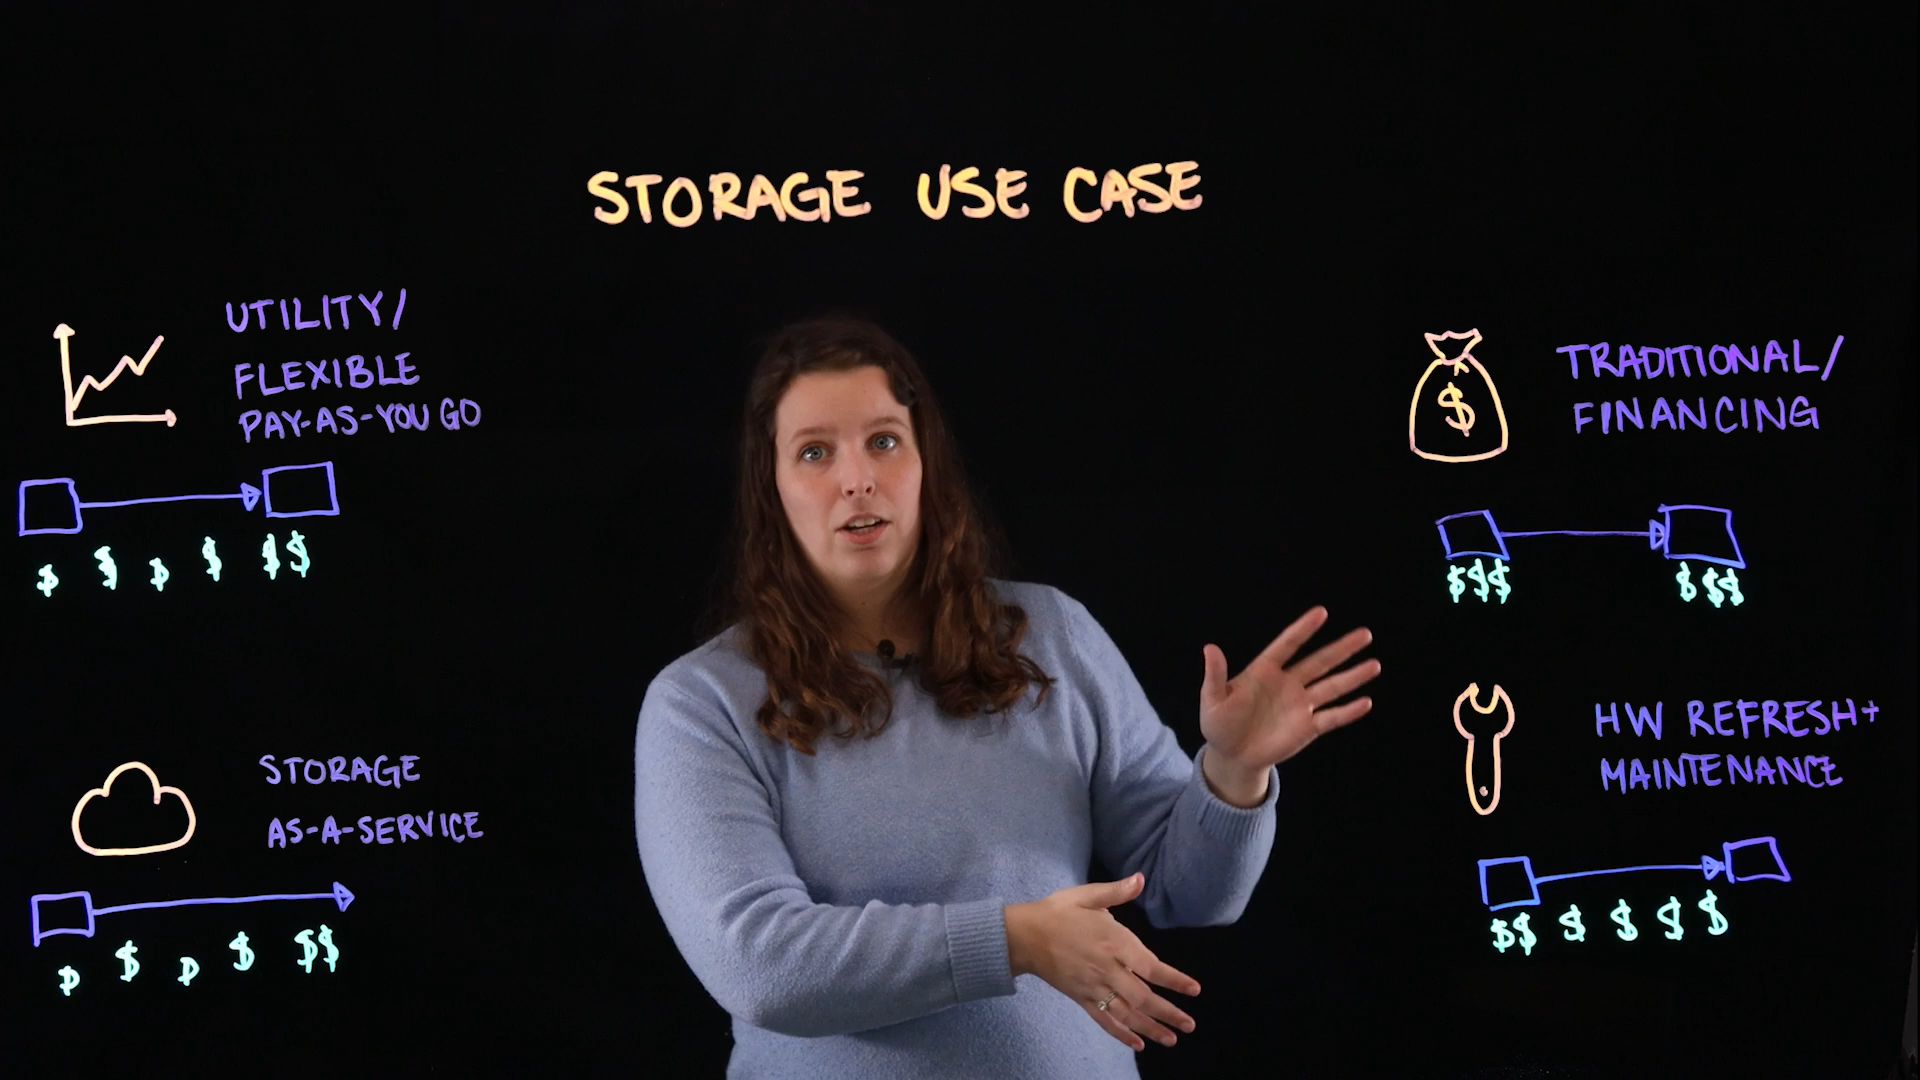 STORAGE USE CASE
UTILITY/
FLEXIBLE
PAY-AS-YOU GO
$ $ $ $ $$
STORAGE
AS-A-SERVICE
$ $ $ $ $$
TRADITIONAL/
FINANCING
$
$$$ $$$
HW REFRESH+
MAINTENANCE
$$ $ $ $ $